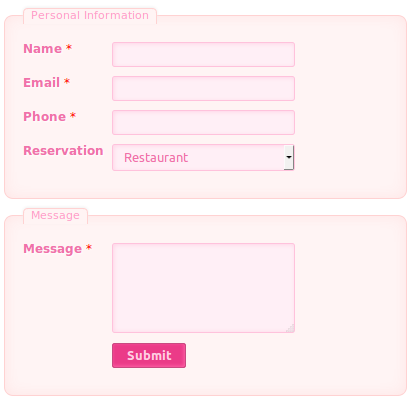 Personal Information
Name *
Email *
Phone *
Reservation Restaurant
Message
Message *
Submit